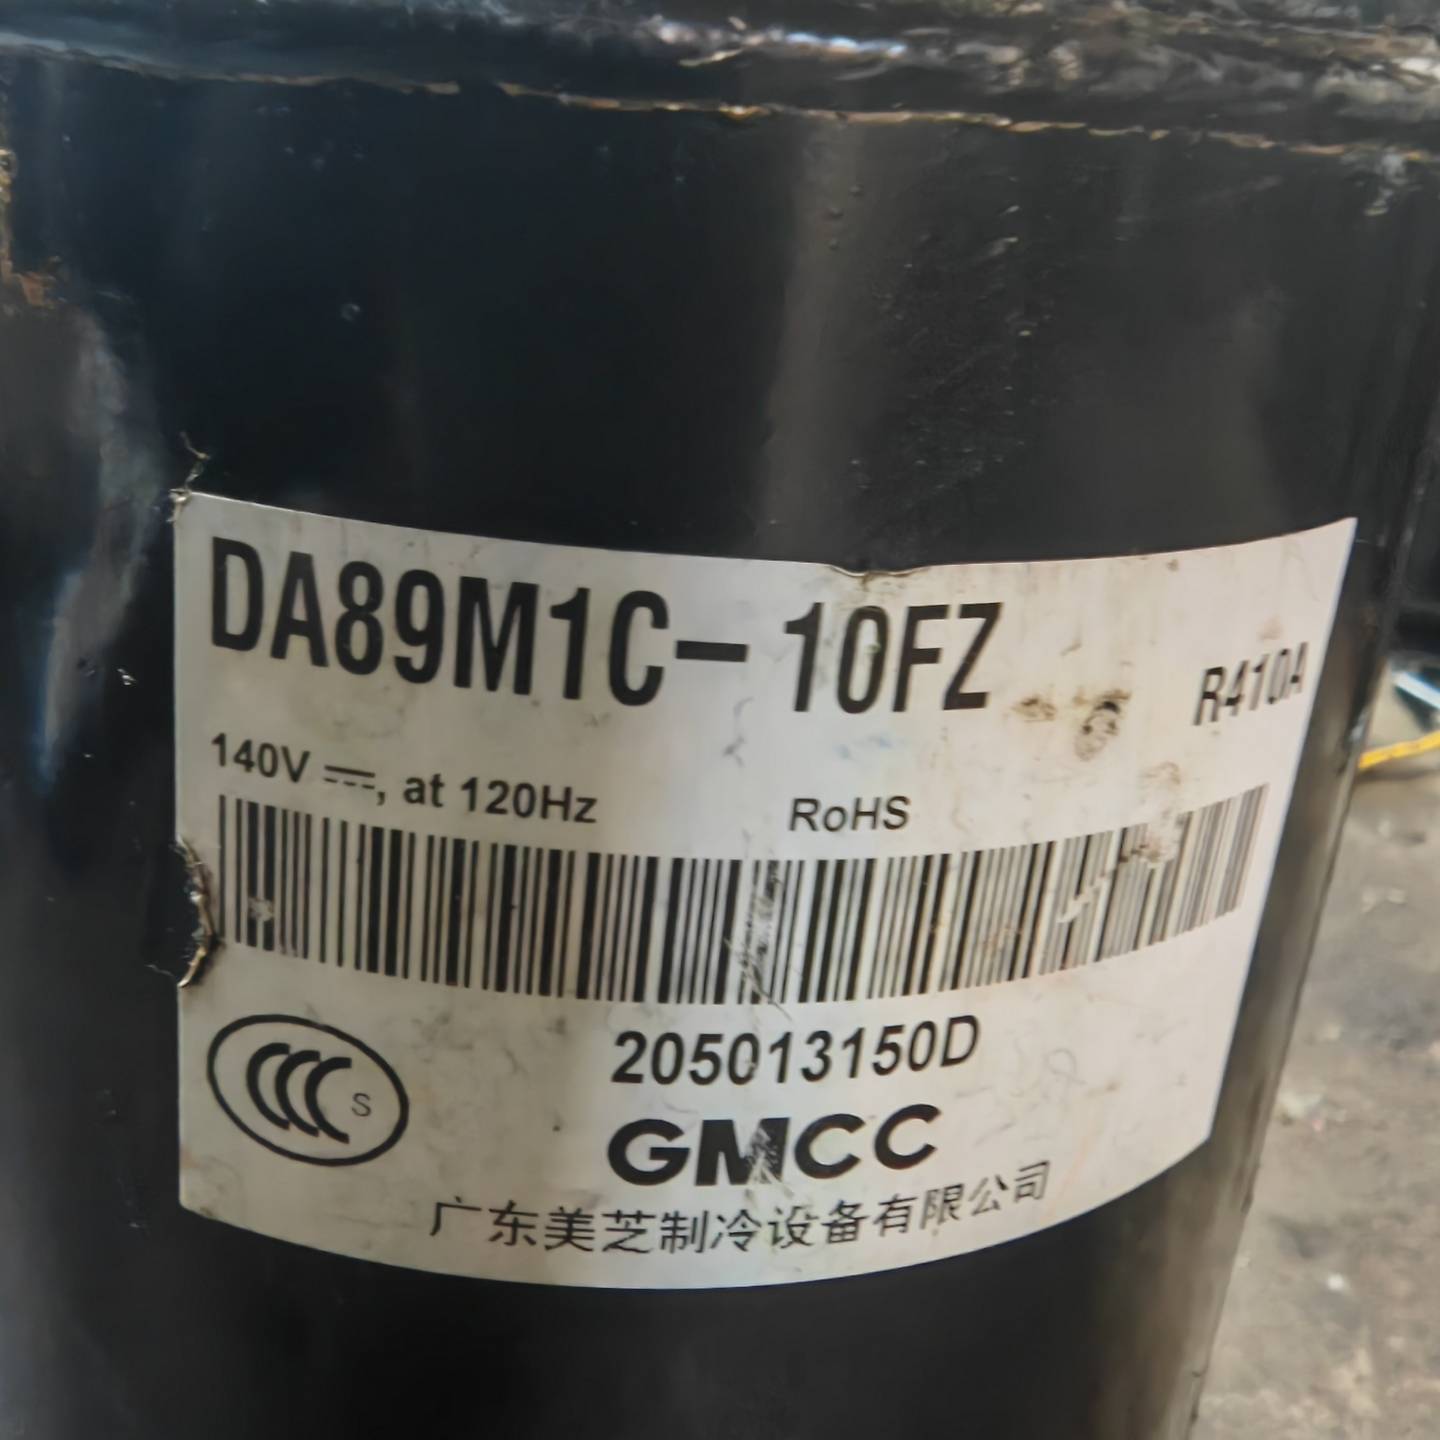 DA89M1C-10FZ
R410A
140V ⎓, at 120Hz
RoHS
205013150D
CCC S
GMCC
广东美芝制冷设备有限公司